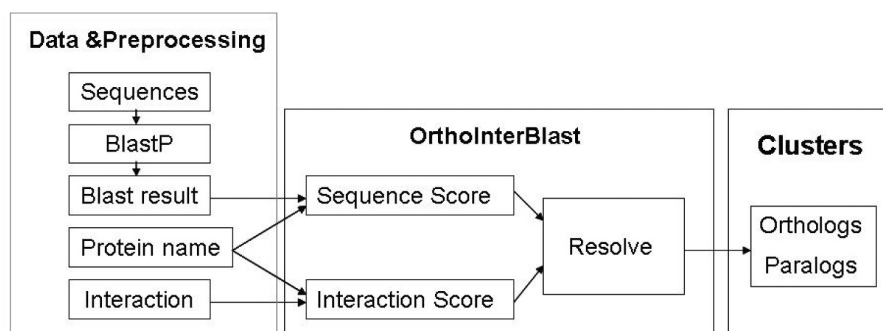 Data &Preprocessing
Sequences
BlastP
Blast result
Protein name
Interaction
OrthoInterBlast
Sequence Score
Interaction Score
Resolve
Clusters
Orthologs
Paralogs